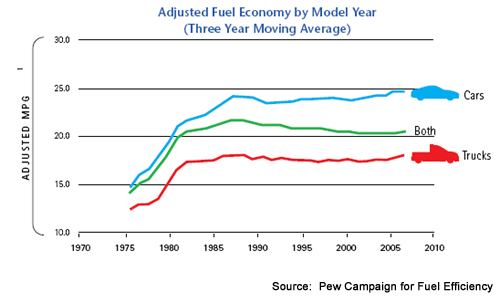 Adjusted Fuel Economy by Model Year
(Three Year Moving Average)
ADJUSTED MPG
30.0
25.0
20.0
15.0
10.0
Cars
Both
Trucks
1970 1975 1980 1985 1990 1995 2000 2005 2010
Source: Pew Campaign for Fuel Efficiency